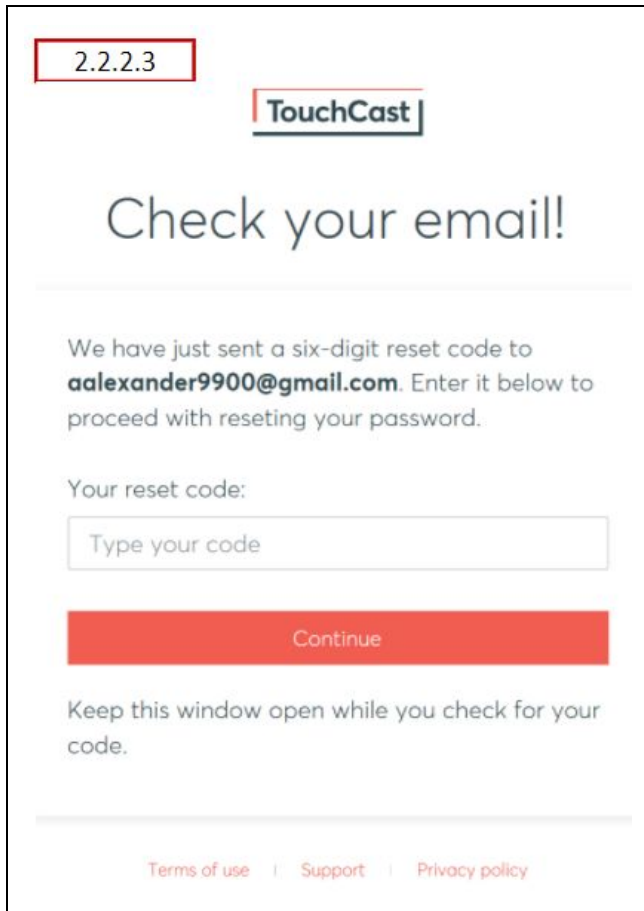 2.2.2.3
TouchCast
Check your email!
We have just sent a six-digit reset code to
aalexander9900@gmail.com. Enter it below to
proceed with reseting your password.
Your reset code:
Type your code
Continue
Keep this window open while you check for your
code.
Terms of use | Support | Privacy policy